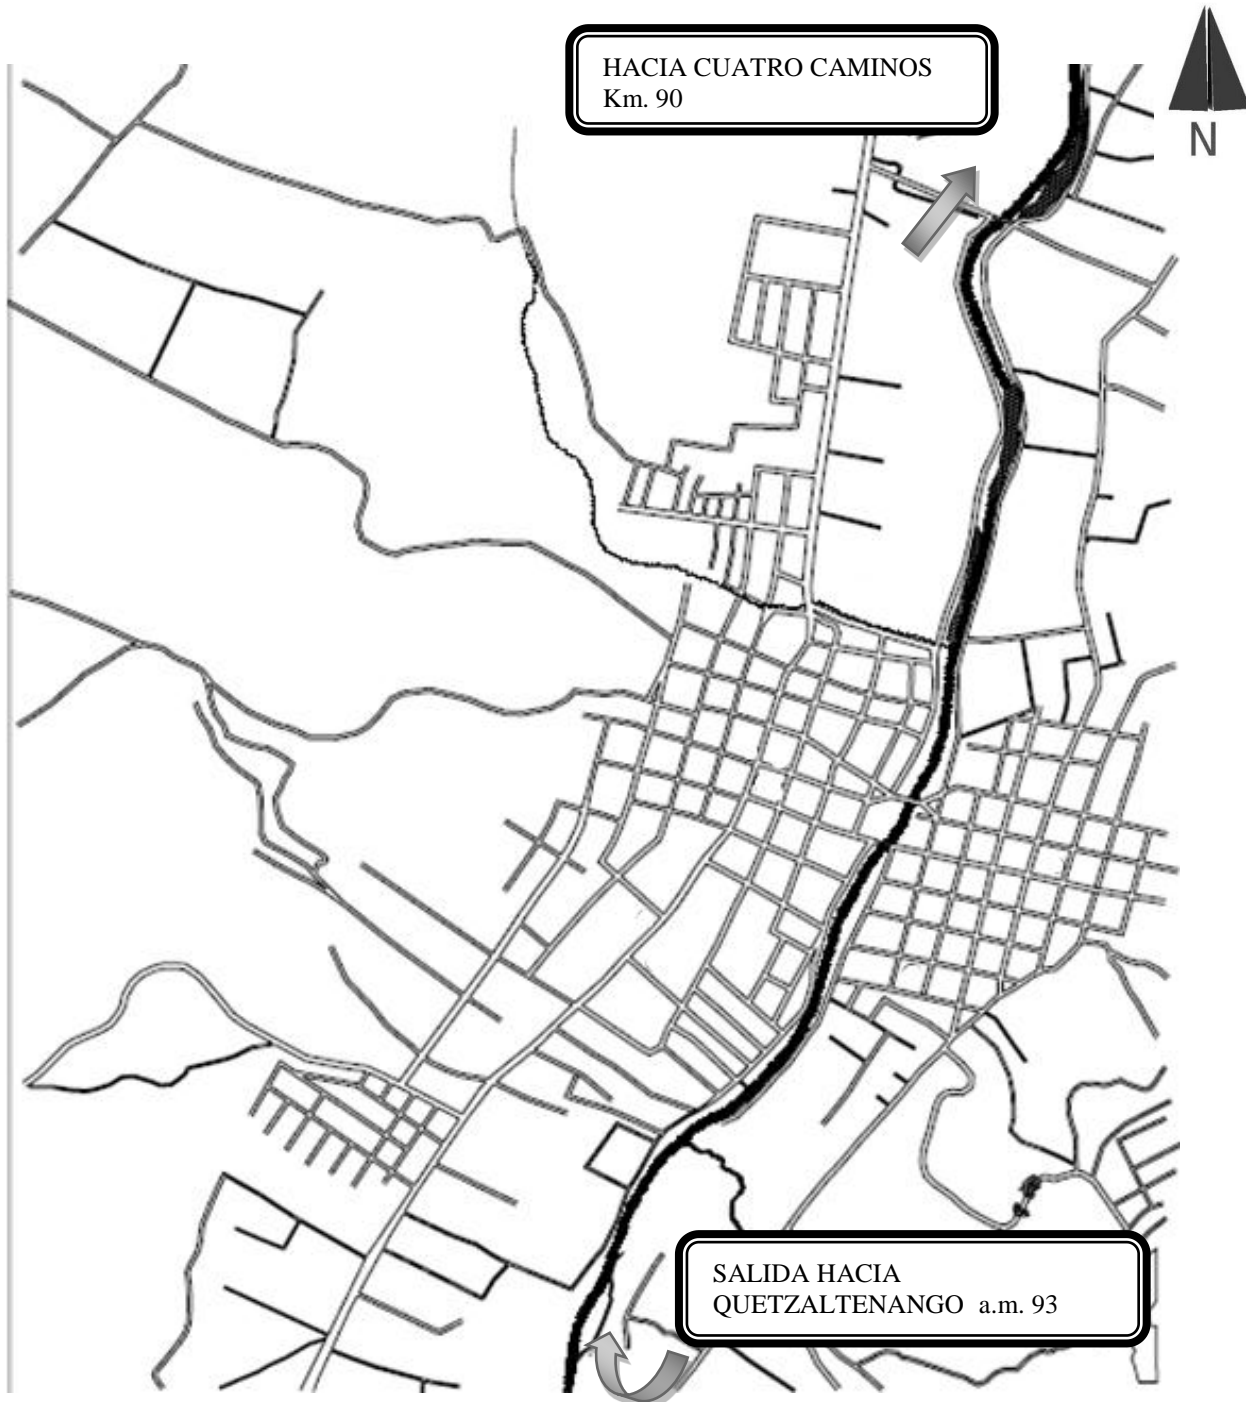 HACIA CUATRO CAMINOS
Km. 90
N
SALIDA HACIA
QUETZALTENANGO a.m. 93